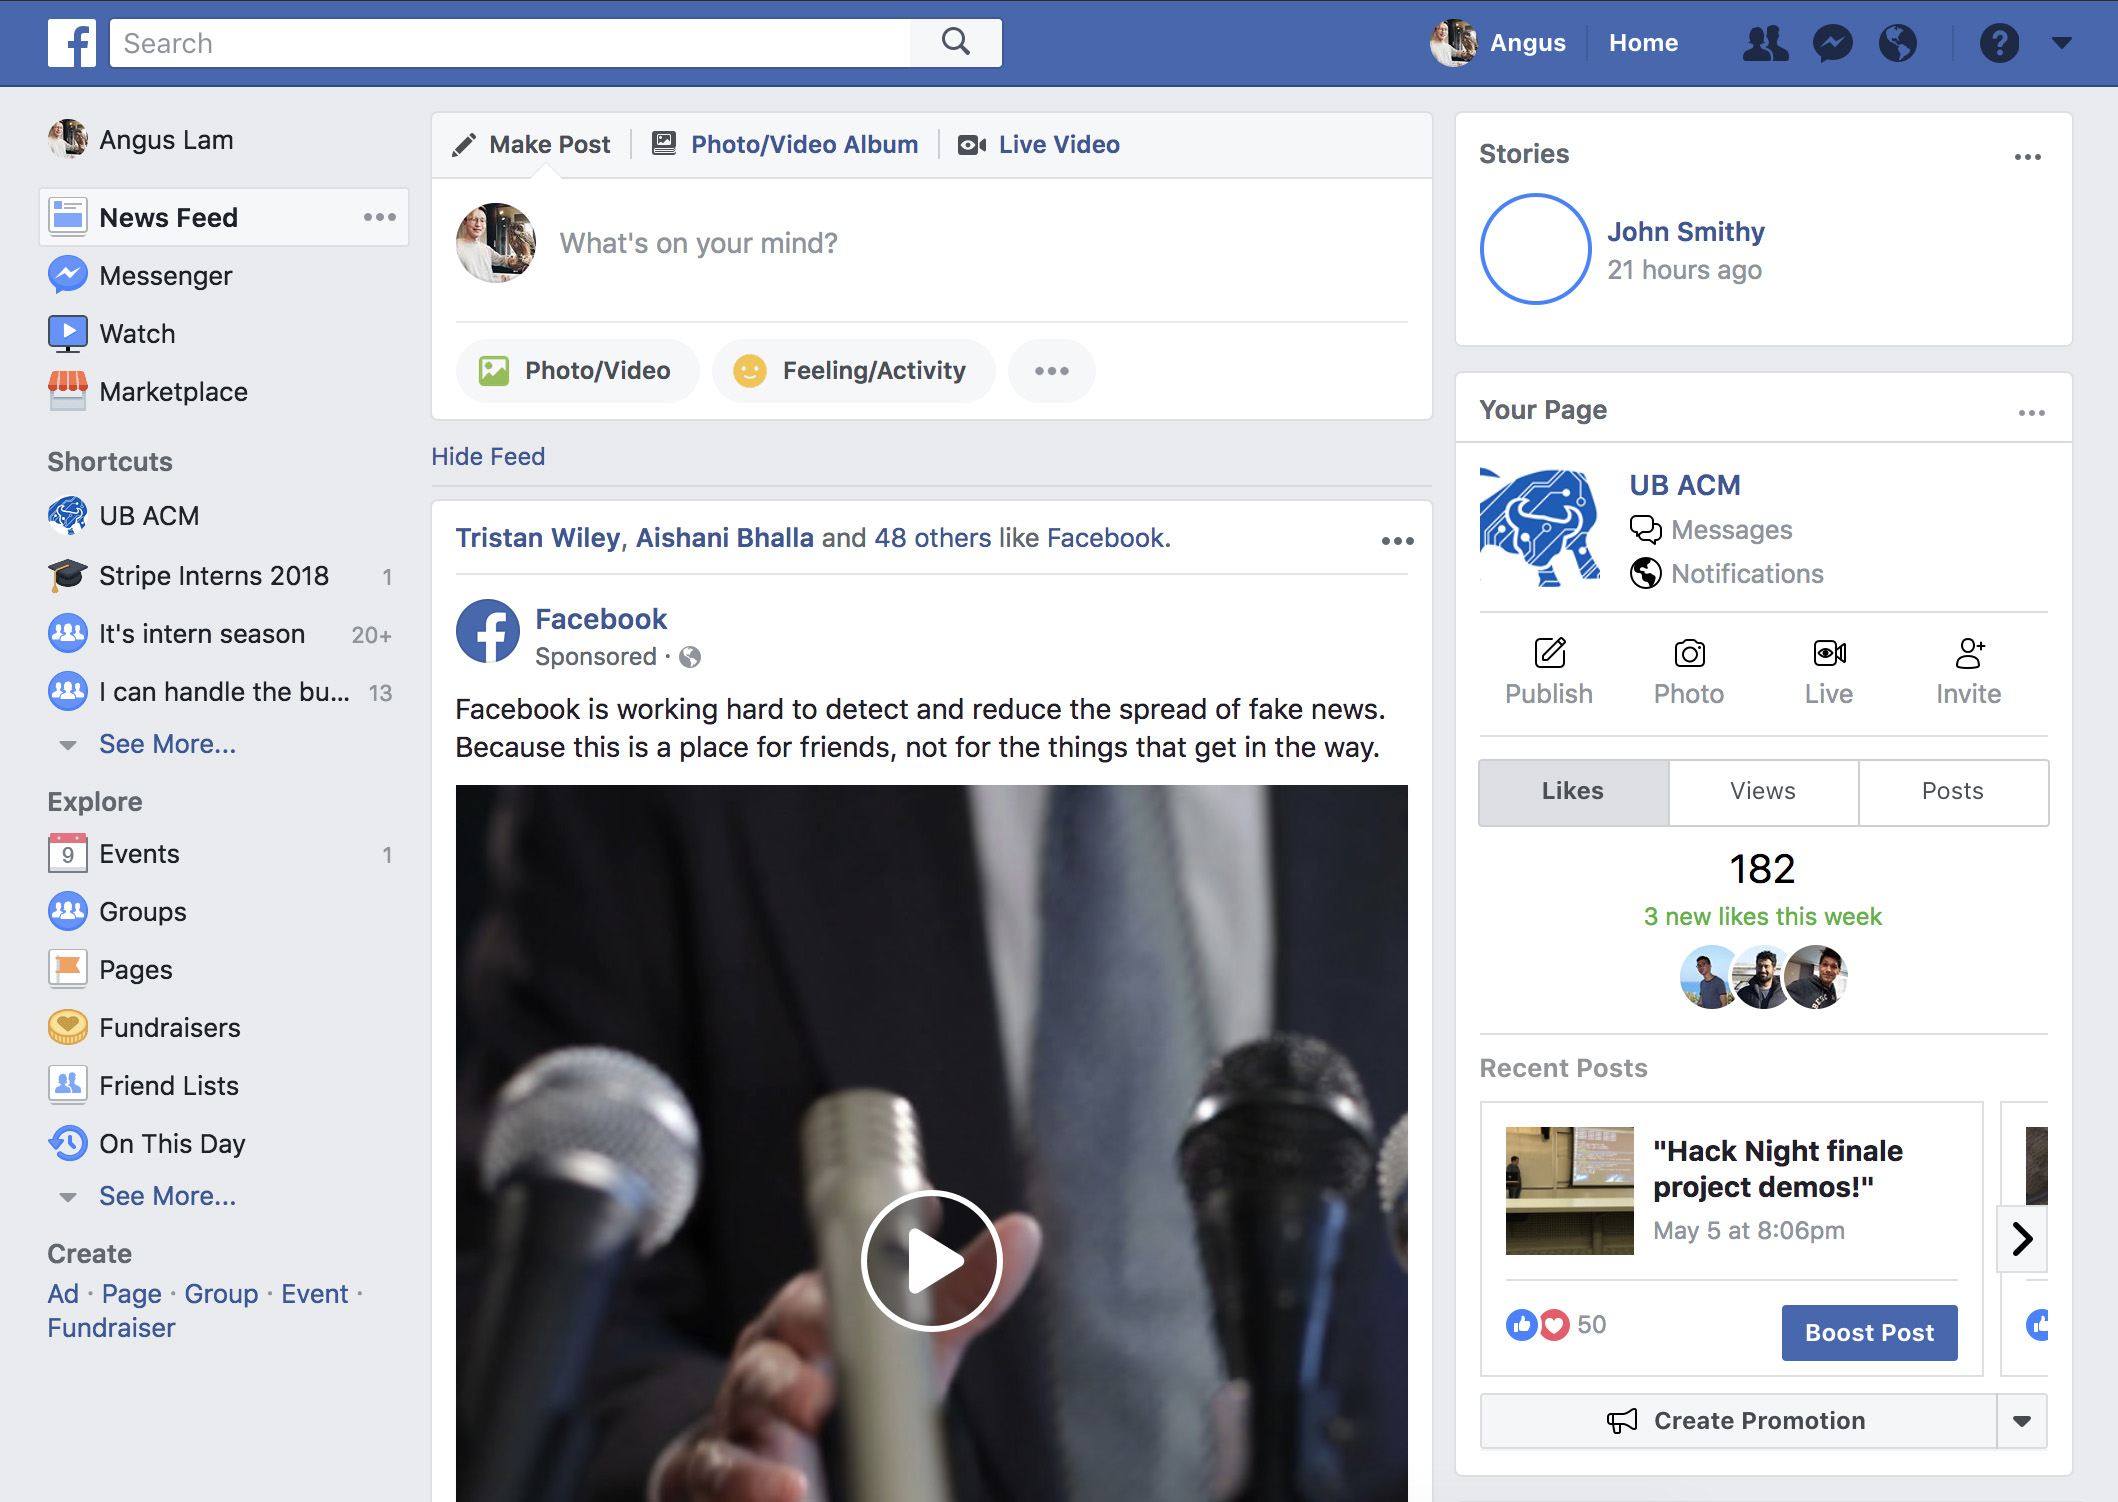 Search
Angus
Home
Angus Lam
News Feed
Messenger
Watch
Marketplace
Shortcuts
UB ACM
Stripe Interns 2018 1
It's intern season 20+
I can handle the bu... 13
See More...
Explore
9
Events 1
Groups
Pages
Fundraisers
Friend Lists
On This Day
See More...
Create
Ad · Page · Group · Event ·
Fundraiser
Make Post
Photo/Video Album
Live Video
What's on your mind?
Photo/Video
Feeling/Activity
Hide Feed
Tristan Wiley, Aishani Bhalla and 48 others like Facebook.
Facebook
Sponsored ·
Facebook is working hard to detect and reduce the spread of fake news.
Because this is a place for friends, not for the things that get in the way.
Stories
John Smithy
21 hours ago
Your Page
UB ACM
Messages
Notifications
Publish
Photo
Live
Invite
Likes
Views
Posts
182
3 new likes this week
Recent Posts
"Hack Night finale
project demos!"
May 5 at 8:06pm
50
Boost Post
Create Promotion